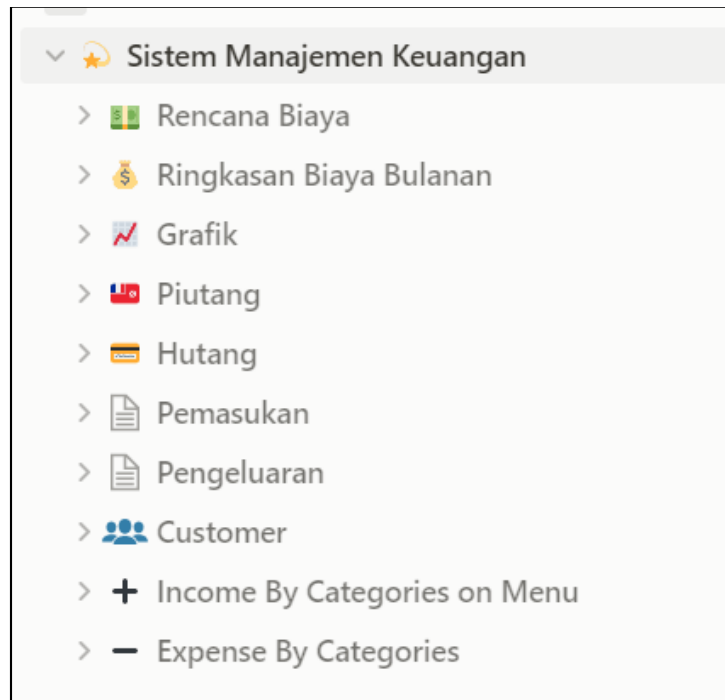 Sistem Manajemen Keuangan
Rencana Biaya
Ringkasan Biaya Bulanan
Grafik
Piutang
Hutang
Pemasukan
Pengeluaran
Customer
Income By Categories on Menu
Expense By Categories